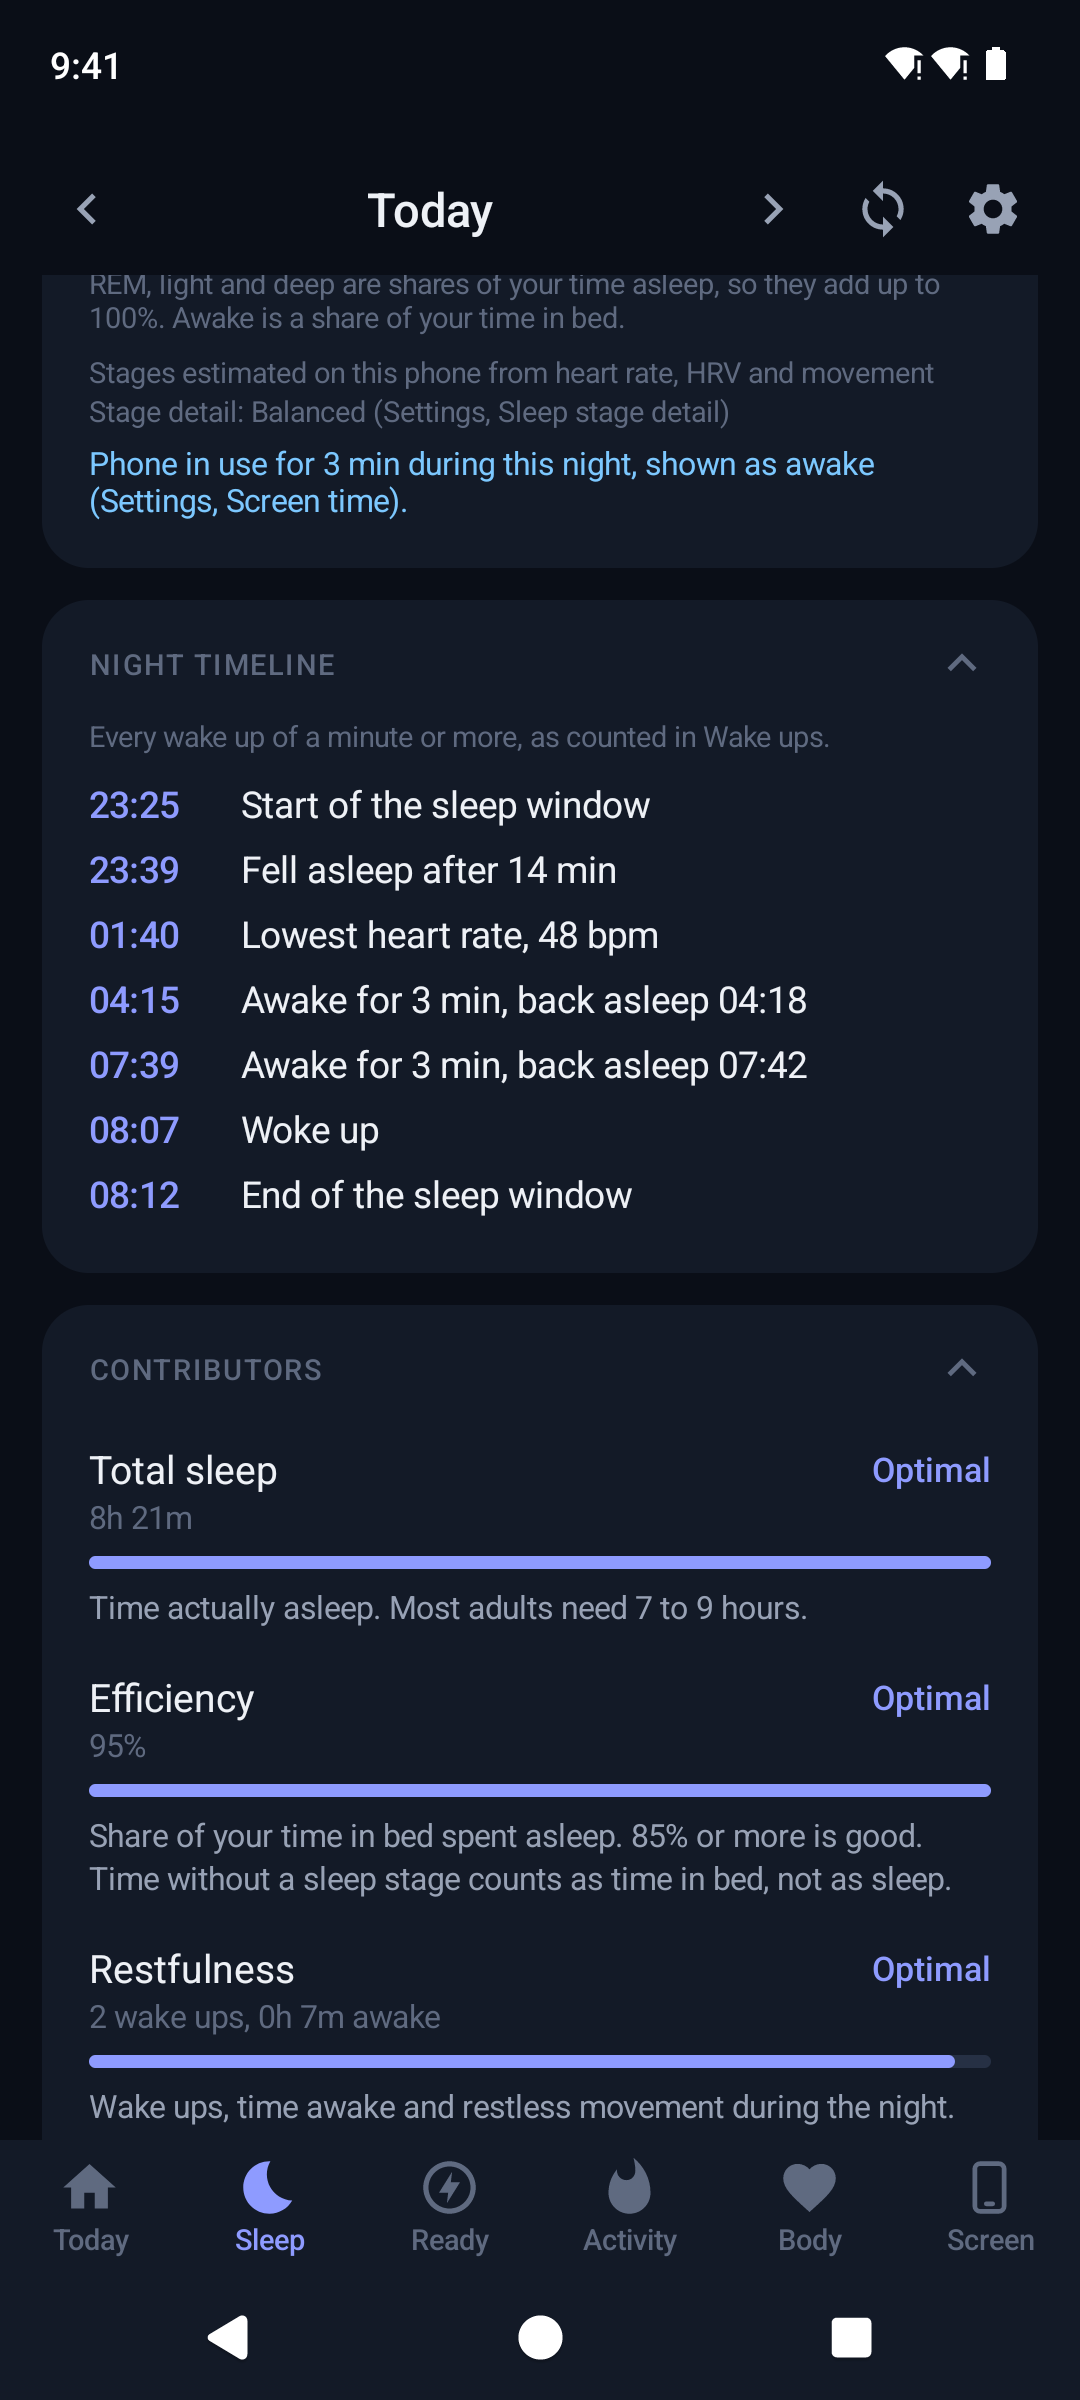 9:41
Today
REM, light and deep are shares of your time asleep, so they add up to
100%. Awake is a share of your time in bed.
Stages estimated on this phone from heart rate, HRV and movement
Stage detail: Balanced (Settings, Sleep stage detail)
Phone in use for 3 min during this night, shown as awake
(Settings, Screen time).
NIGHT TIMELINE
Every wake up of a minute or more, as counted in Wake ups.
23:25 Start of the sleep window
23:39 Fell asleep after 14 min
01:40 Lowest heart rate, 48 bpm
04:15 Awake for 3 min, back asleep 04:18
07:39 Awake for 3 min, back asleep 07:42
08:07 Woke up
08:12 End of the sleep window
CONTRIBUTORS
Total sleep Optimal
8h 21m
Time actually asleep. Most adults need 7 to 9 hours.
Efficiency Optimal
95%
Share of your time in bed spent asleep. 85% or more is good.
Time without a sleep stage counts as time in bed, not as sleep.
Restfulness Optimal
2 wake ups, 0h 7m awake
Wake ups, time awake and restless movement during the night.
Today Sleep Ready Activity Body Screen